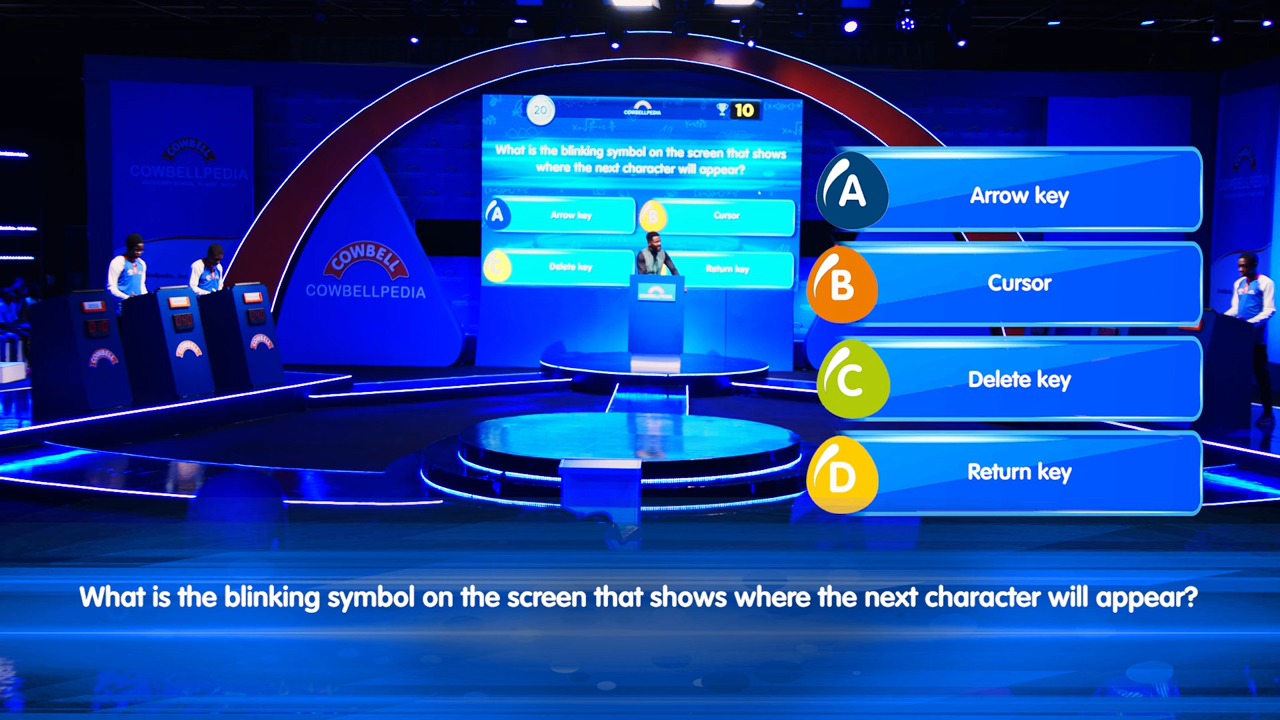 20
COWBELLPEDIA
10
What is the blinking symbol on the screen that shows
where the next character will appear?
A
Arrow key
B
Cursor
C
Delete key
Return key
COWBELL
COWBELLPEDIA
COWBELL
COWBELLPEDIA
A
Arrow key
B
Cursor
C
Delete key
D
Return key
What is the blinking symbol on the screen that shows where the next character will appear?